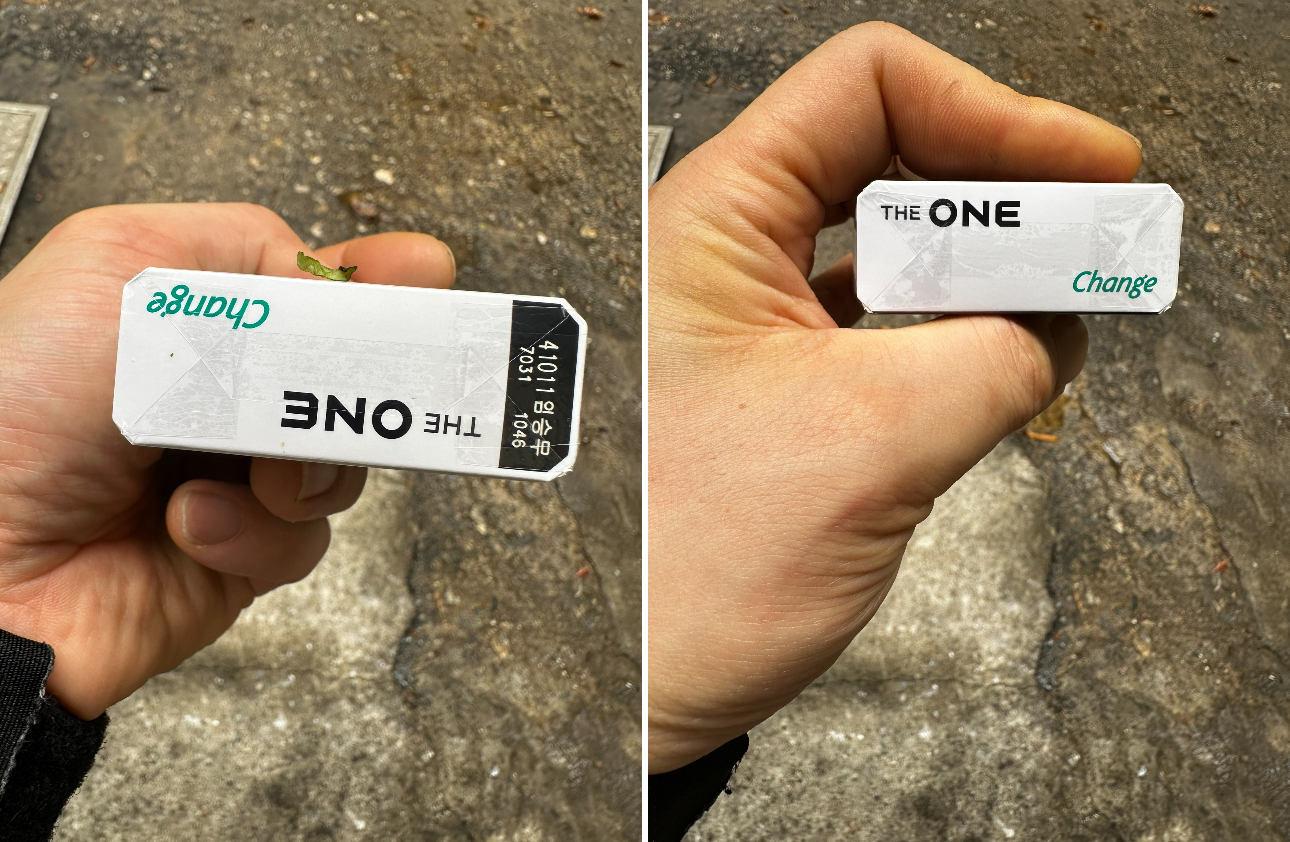 Change
THE ONE
41011 임승무
7031 1046
THE ONE
Change